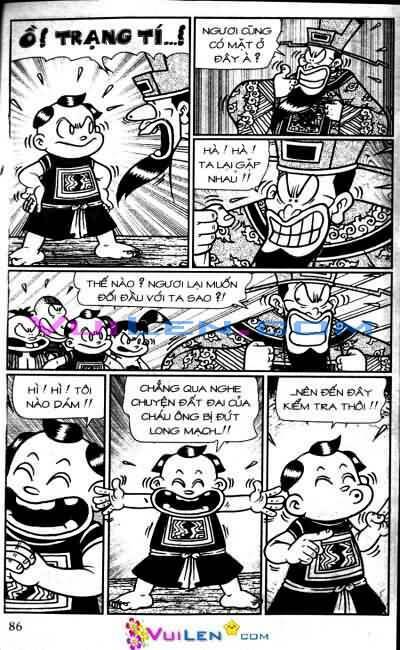 Ồ! TRẠNG TÍ...!
NGƯƠI CŨNG
CÓ MẶT Ở
ĐÂY À?
HÀ! HÀ!
TA LẠI GẶP
NHAU!!
THẾ NÀO? NGƯƠI LẠI MUỐN
ĐỐI ĐẦU VỚI TA SAO?!
VUILEN.COM
HÌ! HÌ! TÔI
NÀO DÁM!!
CHẲNG QUA NGHE
CHUYỆN ĐẤT ĐAI CỦA
CHÁU ÔNG BỊ ĐỨT
LONG MẠCH...
...NÊN ĐẾN ĐÂY
KIỂM TRA THÔI!!
86
VUILEN.COM